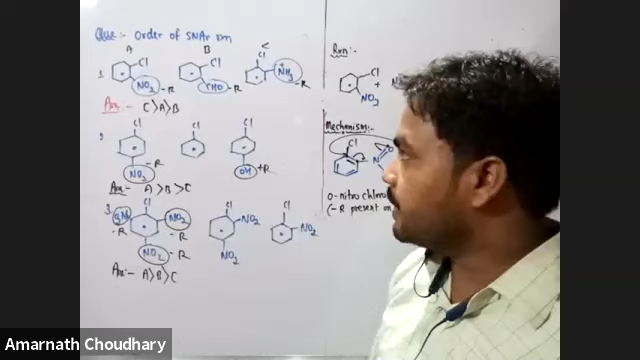 Que:- Order of SNAr rxn
A B C
1. Cl NO2 -R Cl CHO -R Cl NH3 -R
Ans:- C>A>B
2. Cl NO2 -R Cl Cl OH +R
Ans:- A>B>C
3. O2N Cl NO2 -R -R NO2 -R Cl NO2 NO2 Cl NO2
Ans:- A>B>C
Rxn:
Cl + NO2
Mechanism:-
Cl N O
O-nitro chloro
(-R present on
Amarnath Choudhary